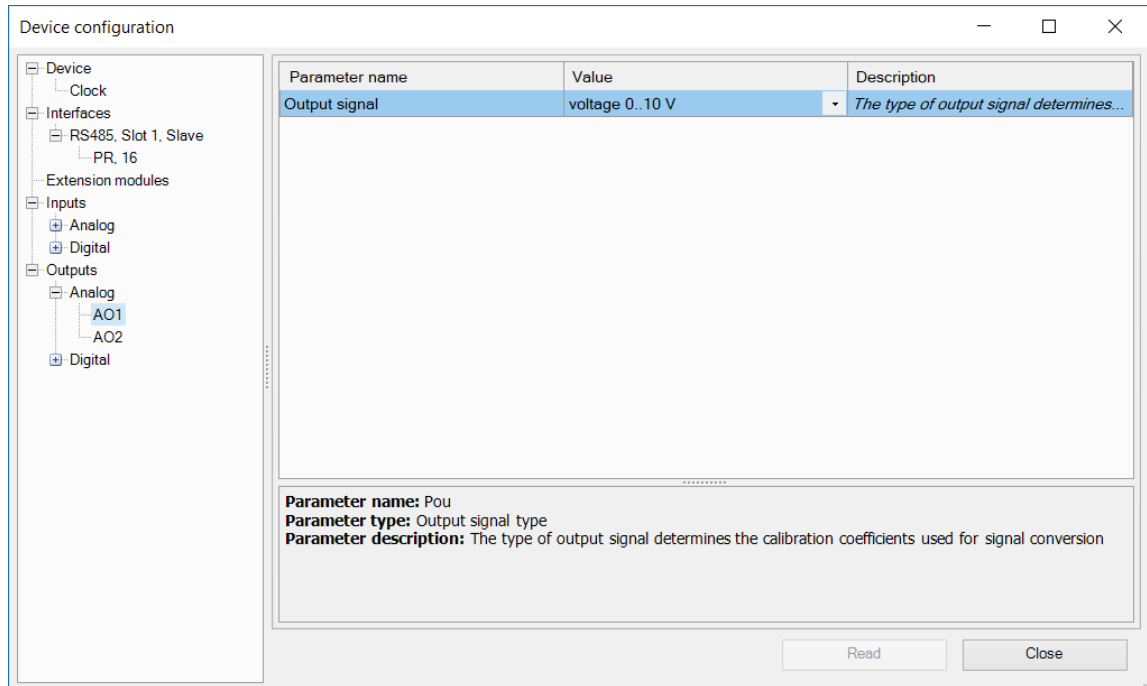 Device configuration
Device
Clock
Interfaces
RS485, Slot 1, Slave
PR, 16
Extension modules
Inputs
Analog
Digital
Outputs
Analog
AO1
AO2
Digital
Parameter name Value Description
Output signal voltage 0..10 V The type of output signal determines...
Parameter name: Pou
Parameter type: Output signal type
Parameter description: The type of output signal determines the calibration coefficients used for signal conversion
Read Close